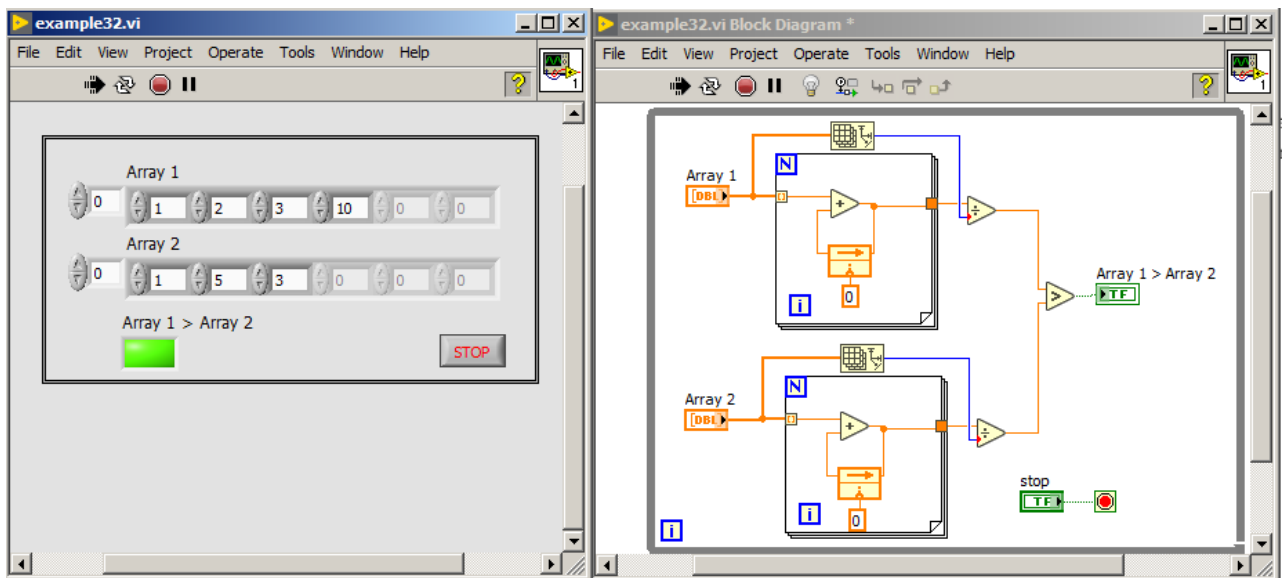 example32.vi
File Edit View Project Operate Tools Window Help
1
Array 1
0 1 2 3 10 0 0
Array 2
0 1 5 3 0 0 0
Array 1 > Array 2
STOP
example32.vi Block Diagram *
File Edit View Project Operate Tools Window Help
1
N
Array 1
[DBL]
+
÷
0
i
>
Array 1 > Array 2
TF
N
Array 2
[DBL]
+
÷
0
i
stop
TF
i